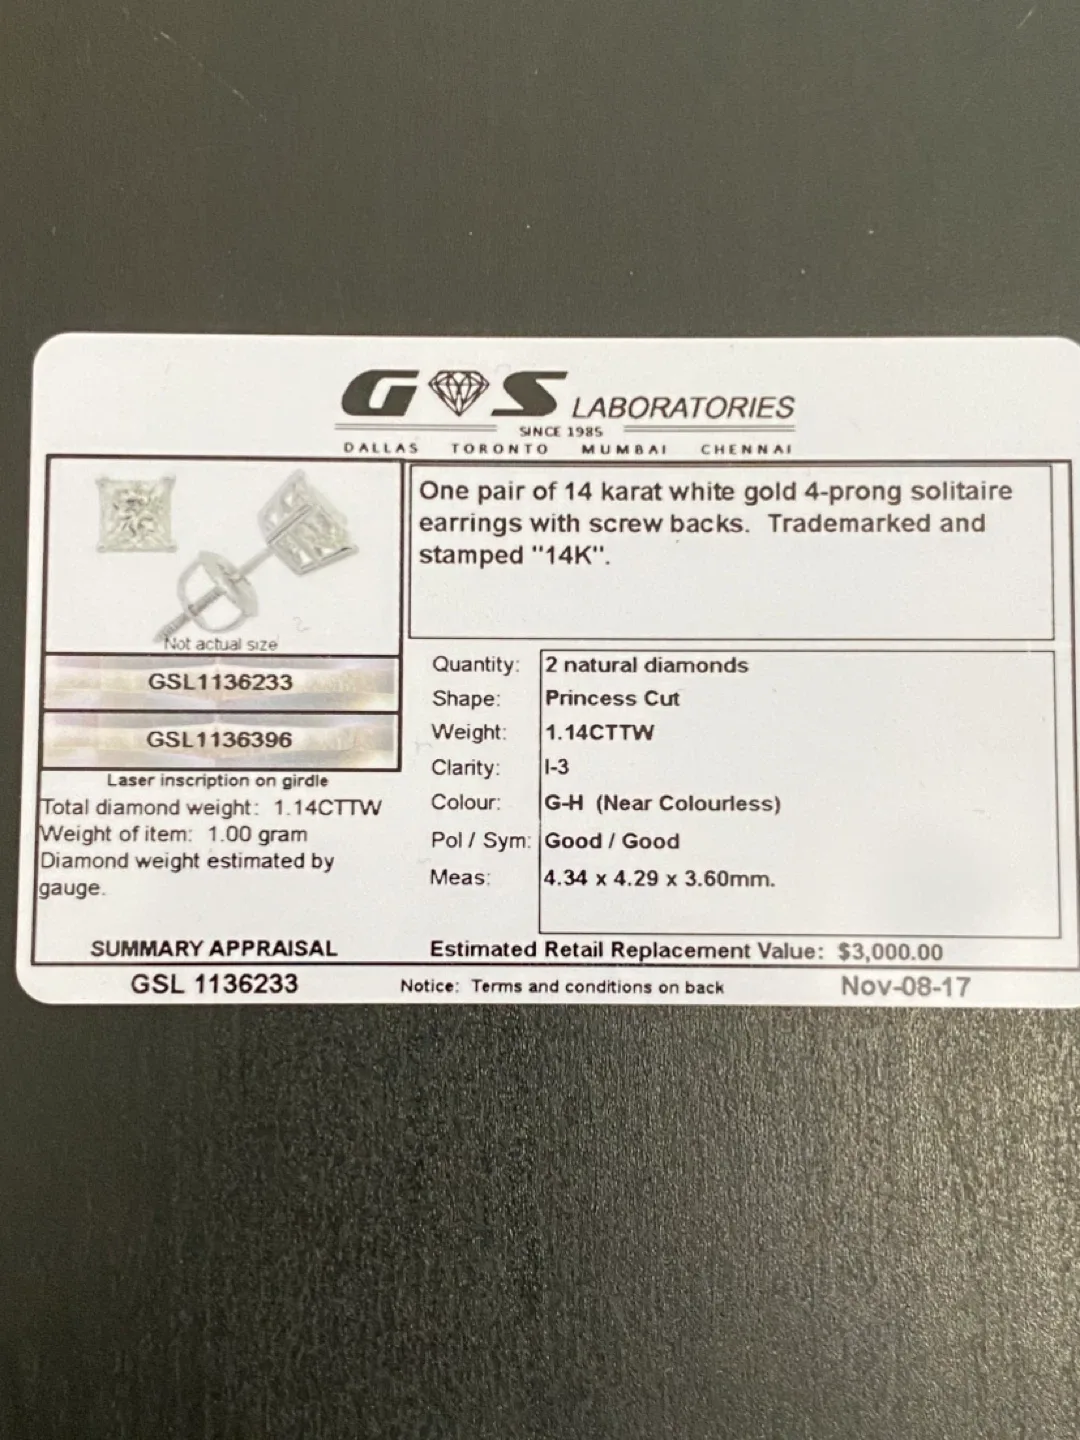 GS LABORATORIES
SINCE 1985
DALLAS TORONTO MUMBAI CHENNAI
Not actual size
GSL1136233
GSL1136396
Laser inscription on girdle
Total diamond weight: 1.14CTTW
Weight of item: 1.00 gram
Diamond weight estimated by
gauge.
One pair of 14 karat white gold 4-prong solitaire
earrings with screw backs. Trademarked and
stamped "14K".
Quantity: 2 natural diamonds
Shape: Princess Cut
Weight: 1.14CTTW
Clarity: I-3
Colour: G-H (Near Colourless)
Pol / Sym: Good / Good
Meas: 4.34 x 4.29 x 3.60mm.
SUMMARY APPRAISAL Estimated Retail Replacement Value: $3,000.00
GSL 1136233 Notice: Terms and conditions on back Nov-08-17